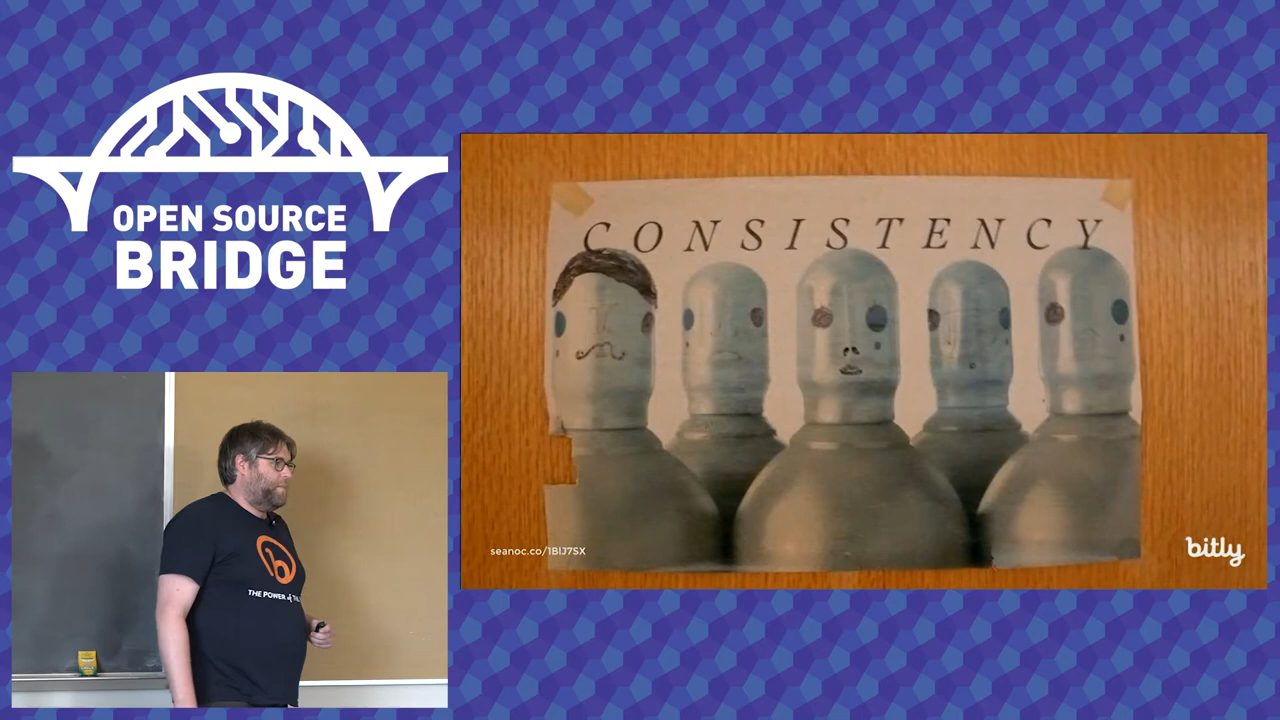 OPEN SOURCE
BRIDGE
CONSISTENCY
seanoc.co/1BIJ7SX
bitly
b
THE POWER of